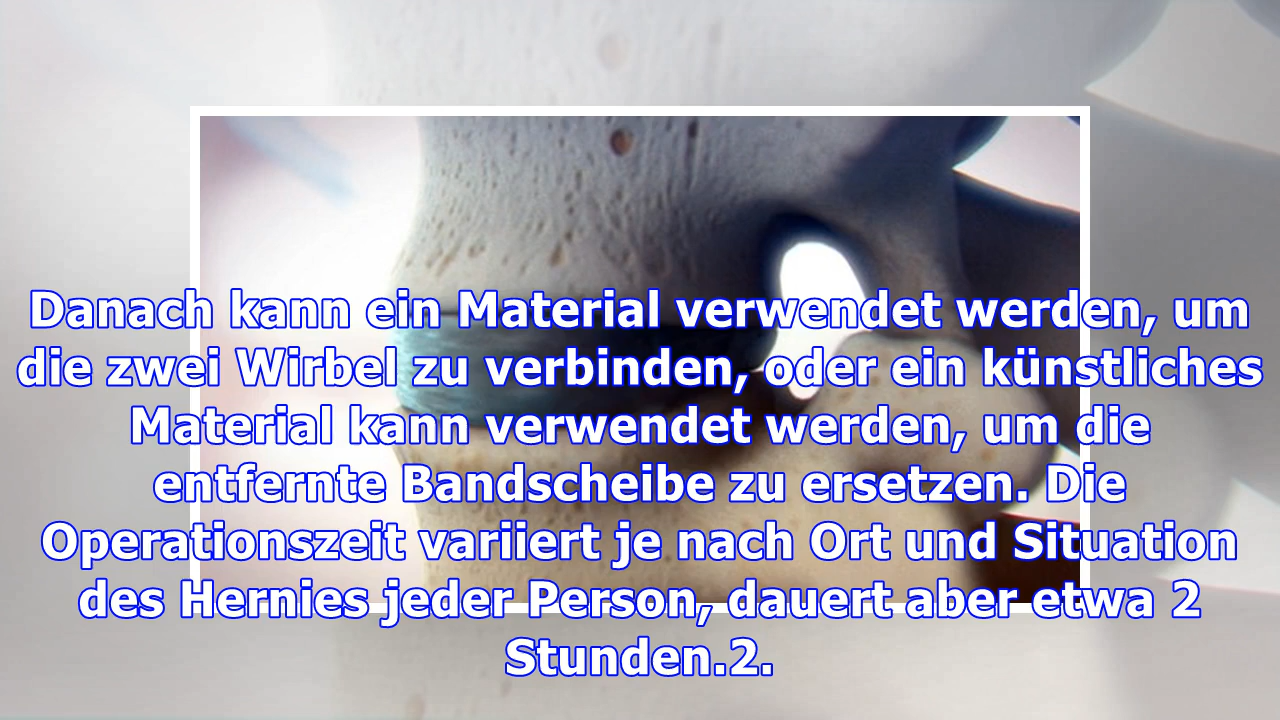 Danach kann ein Material verwendet werden, um
die zwei Wirbel zu verbinden, oder ein künstliches
Material kann verwendet werden, um die
entfernte Bandscheibe zu ersetzen. Die
Operationszeit variiert je nach Ort und Situation
des Hernies jeder Person, dauert aber etwa 2
Stunden.2.